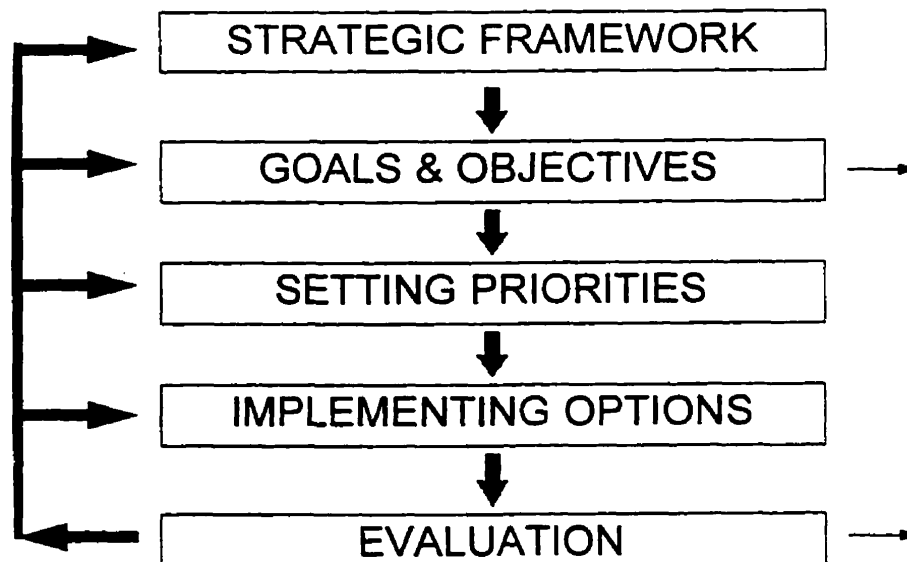 STRATEGIC FRAMEWORK
GOALS & OBJECTIVES
SETTING PRIORITIES
IMPLEMENTING OPTIONS
EVALUATION